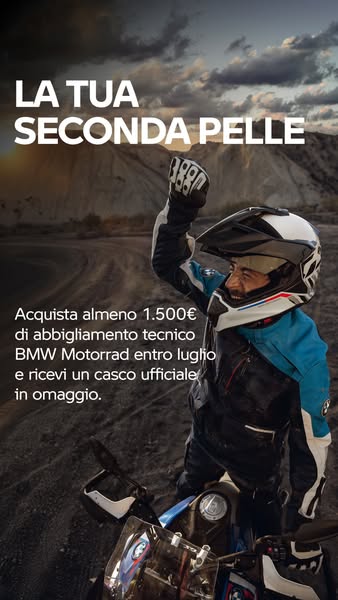 LA TUA
SECONDA PELLE
Acquista almeno 1.500€
di abbigliamento tecnico
BMW Motorrad entro luglio
e ricevi un casco ufficiale
in omaggio.